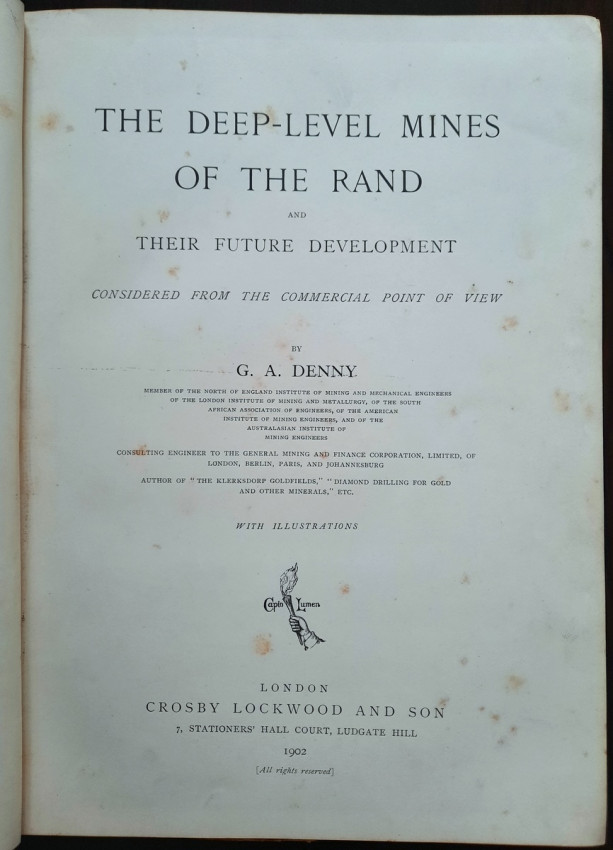 THE DEEP-LEVEL MINES
OF THE RAND
AND
THEIR FUTURE DEVELOPMENT
CONSIDERED FROM THE COMMERCIAL POINT OF VIEW
BY
G. A. DENNY
MEMBER OF THE NORTH OF ENGLAND INSTITUTE OF MINING AND MECHANICAL ENGINEERS
OF THE LONDON INSTITUTE OF MINING AND METALLURGY, OF THE SOUTH
AFRICAN ASSOCIATION OF ENGINEERS, OF THE AMERICAN
INSTITUTE OF MINING ENGINEERS, AND OF THE
AUSTRALASIAN INSTITUTE OF
MINING ENGINEERS
CONSULTING ENGINEER TO THE GENERAL MINING AND FINANCE CORPORATION, LIMITED, OF
LONDON, BERLIN, PARIS, AND JOHANNESBURG
AUTHOR OF "THE KLERKSDORP GOLDFIELDS," "DIAMOND DRILLING FOR GOLD
AND OTHER MINERALS," ETC.
WITH ILLUSTRATIONS
Capio Lumen
LONDON
CROSBY LOCKWOOD AND SON
7, STATIONERS' HALL COURT, LUDGATE HILL
1902
[All rights reserved]